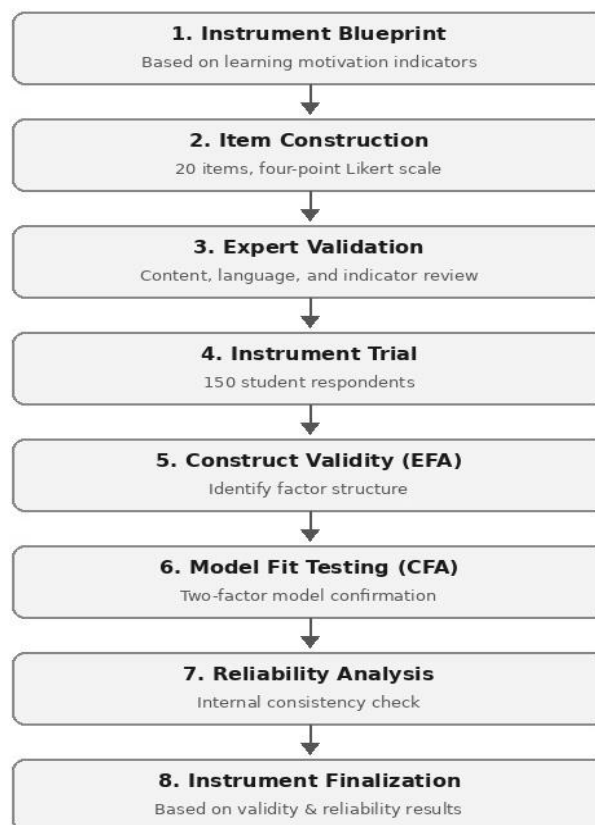 1. Instrument Blueprint
Based on learning motivation indicators
2. Item Construction
20 items, four-point Likert scale
3. Expert Validation
Content, language, and indicator review
4. Instrument Trial
150 student respondents
5. Construct Validity (EFA)
Identify factor structure
6. Model Fit Testing (CFA)
Two-factor model confirmation
7. Reliability Analysis
Internal consistency check
8. Instrument Finalization
Based on validity & reliability results